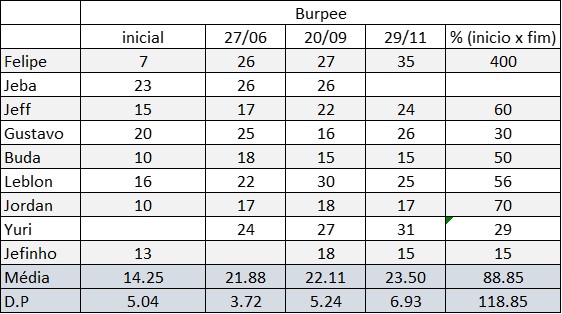 Burpee
inicial 27/06 20/09 29/11 % (inicio x fim)
Felipe 7 26 27 35 400
Jeba 23 26 26
Jeff 15 17 22 24 60
Gustavo 20 25 16 26 30
Buda 10 18 15 15 50
Leblon 16 22 30 25 56
Jordan 10 17 18 17 70
Yuri 24 27 31 29
Jefinho 13 18 15 15
Média 14.25 21.88 22.11 23.50 88.85
D.P 5.04 3.72 5.24 6.93 118.85